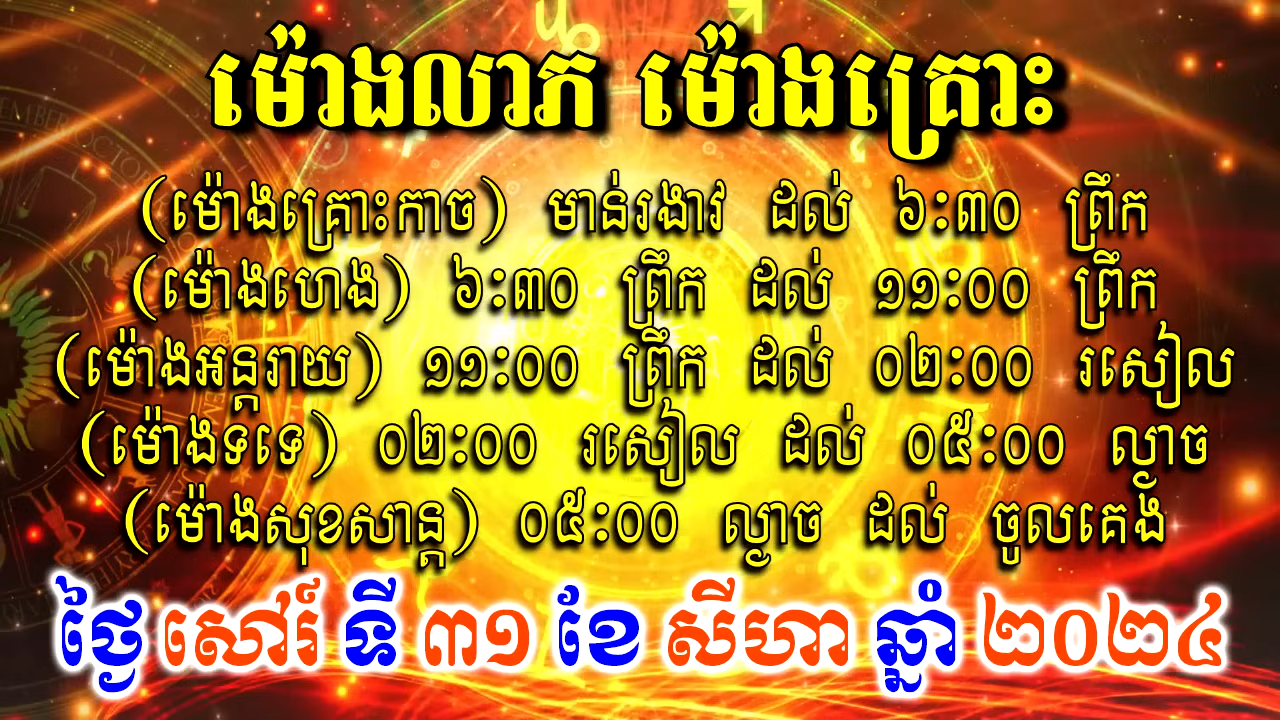 ម៉ោងលាភ ម៉ោងគ្រោះ
(ម៉ោងគ្រោះកាច) មាន់រងាវ ដល់ ៦:៣០ ព្រឹក
(ម៉ោងហេង) ៦:៣០ ព្រឹក ដល់ ១១:០០ ព្រឹក
(ម៉ោងអន្តរាយ) ១១:០០ ព្រឹក ដល់ ០២:០០ រសៀល
(ម៉ោងទទេ) ០២:០០ រសៀល ដល់ ០៥:០០ ល្ងាច
(ម៉ោងសុខសាន្ត) ០៥:០០ ល្ងាច ដល់ ចូលគេង
ថ្ងៃ សៅរ៍ ទី ៣១ ខែ សីហា ឆ្នាំ ២០២៤